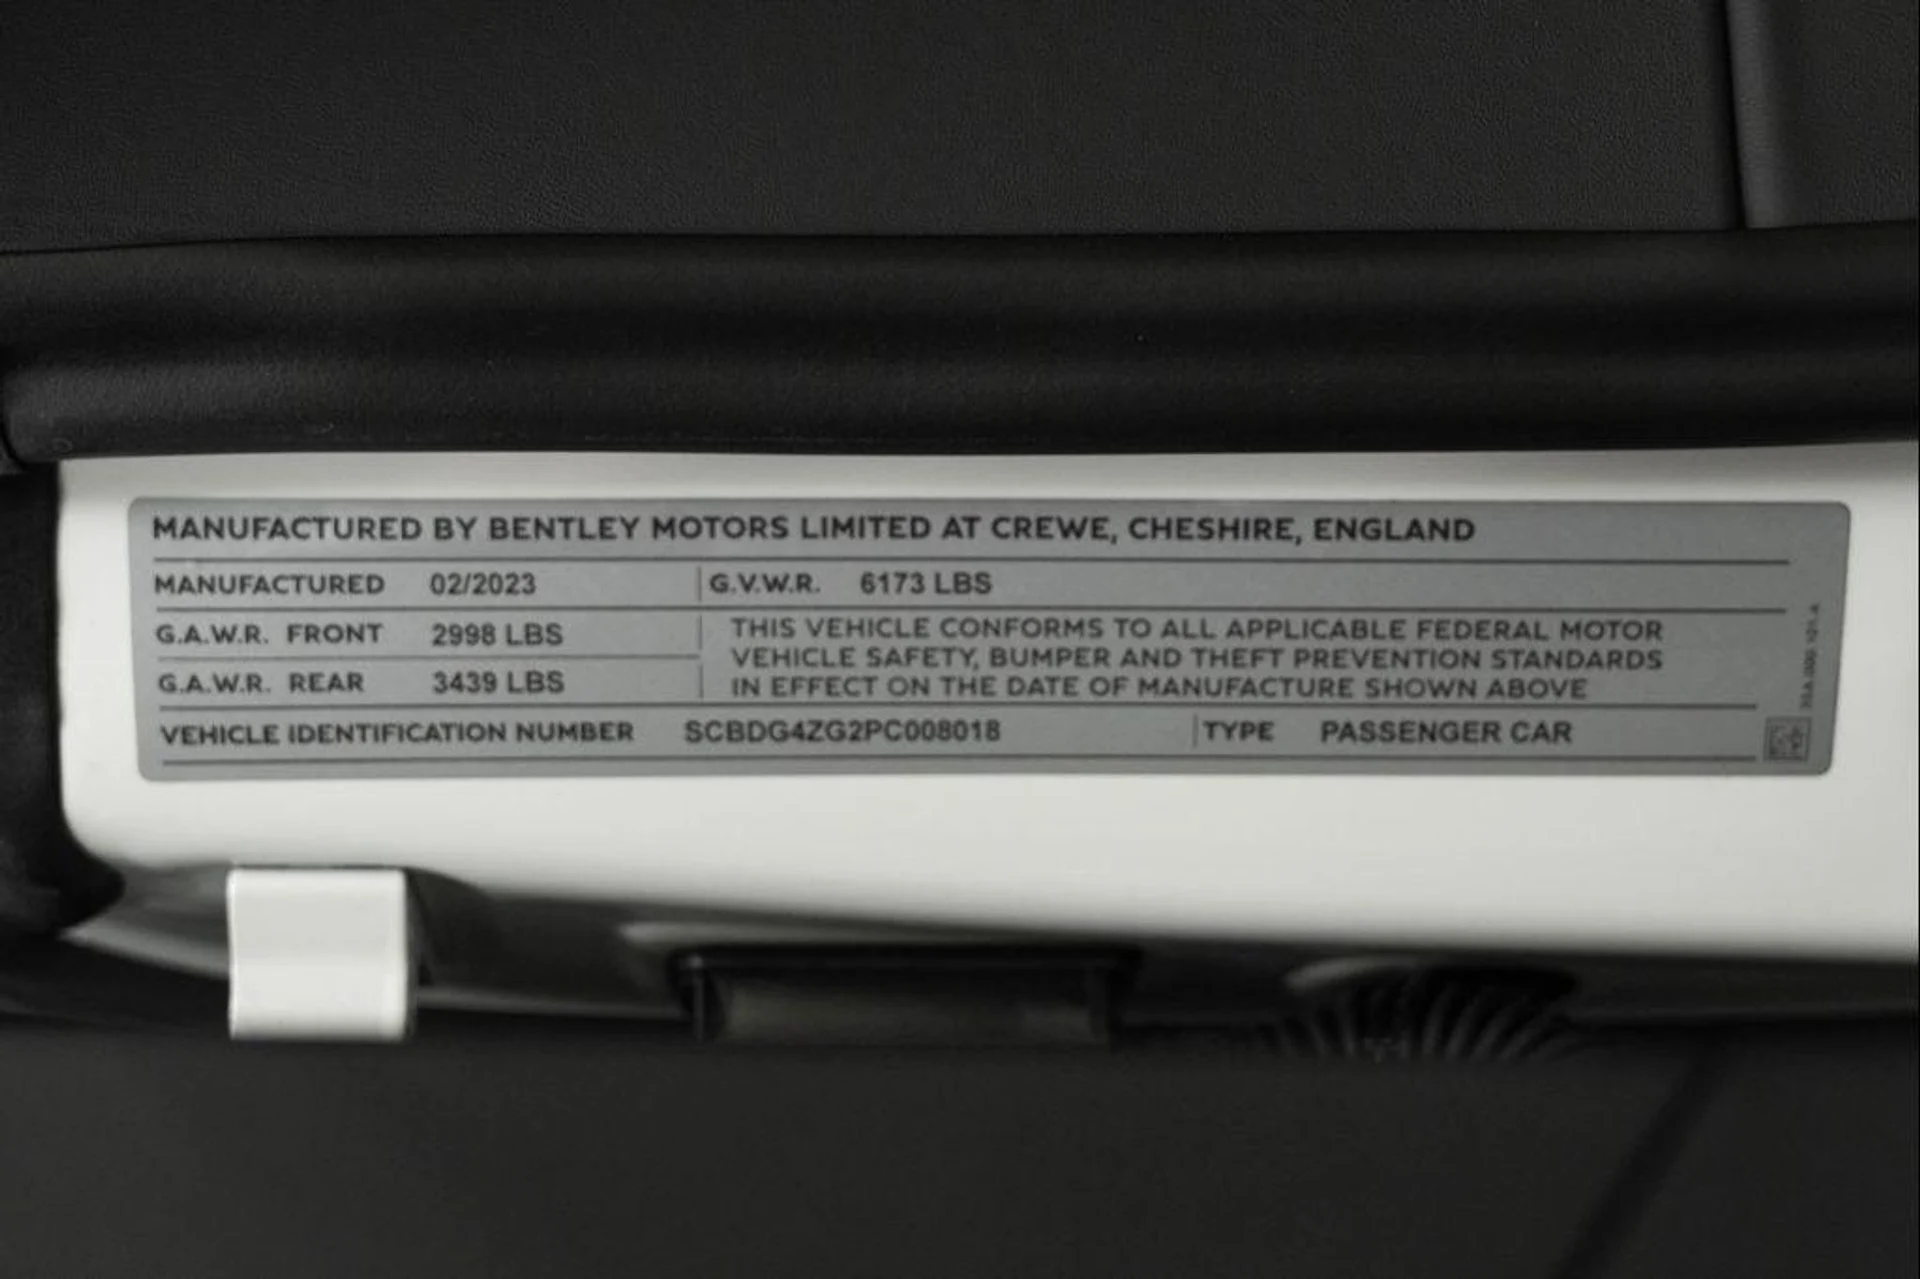 MANUFACTURED BY BENTLEY MOTORS LIMITED AT CREWE, CHESHIRE, ENGLAND
MANUFACTURED 02/2023 G.V.W.R. 6173 LBS
G.A.W.R. FRONT 2998 LBS
G.A.W.R. REAR 3439 LBS
THIS VEHICLE CONFORMS TO ALL APPLICABLE FEDERAL MOTOR
VEHICLE SAFETY, BUMPER AND THEFT PREVENTION STANDARDS
IN EFFECT ON THE DATE OF MANUFACTURE SHOWN ABOVE
VEHICLE IDENTIFICATION NUMBER SCBDG4ZG2PC008018 TYPE PASSENGER CAR